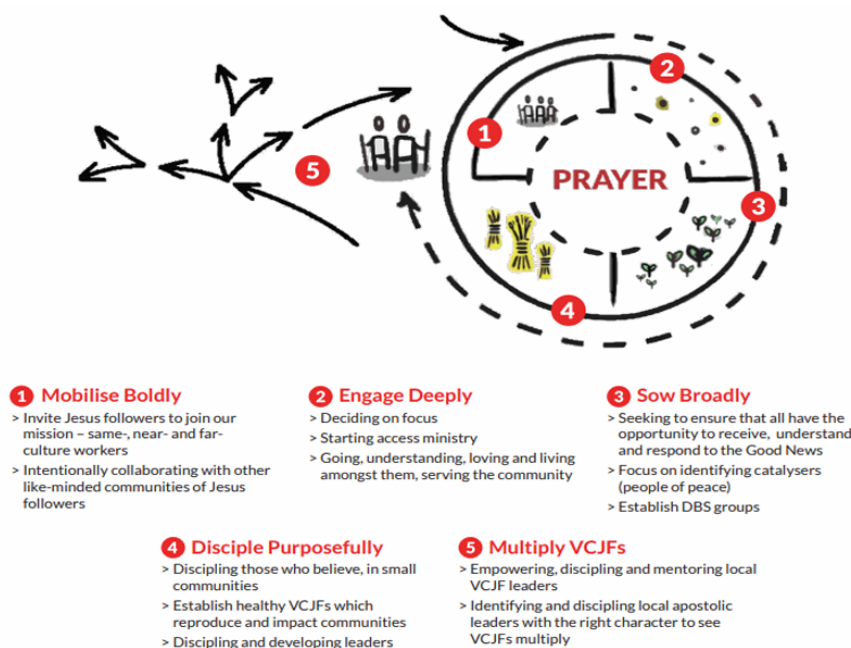 2
1
PRAYER
5
3
4
1 Mobilise Boldly
> Invite Jesus followers to join our
mission – same-, near- and far-
culture workers
> Intentionally collaborating with other
like-minded communities of Jesus
followers
2 Engage Deeply
> Deciding on focus
> Starting access ministry
> Going, understanding, loving and living
amongst them, serving the community
3 Sow Broadly
> Seeking to ensure that all have the
opportunity to receive, understand
and respond to the Good News
> Focus on identifying catalysers
(people of peace)
> Establish DBS groups
4 Disciple Purposefully
> Discipling those who believe, in small
communities
> Establish healthy VCJFs which
reproduce and impact communities
> Discipling and developing leaders
5 Multiply VCJFs
> Empowering, discipling and mentoring local
VCJF leaders
> Identifying and discipling local apostolic
leaders with the right character to see
VCJFs multiply